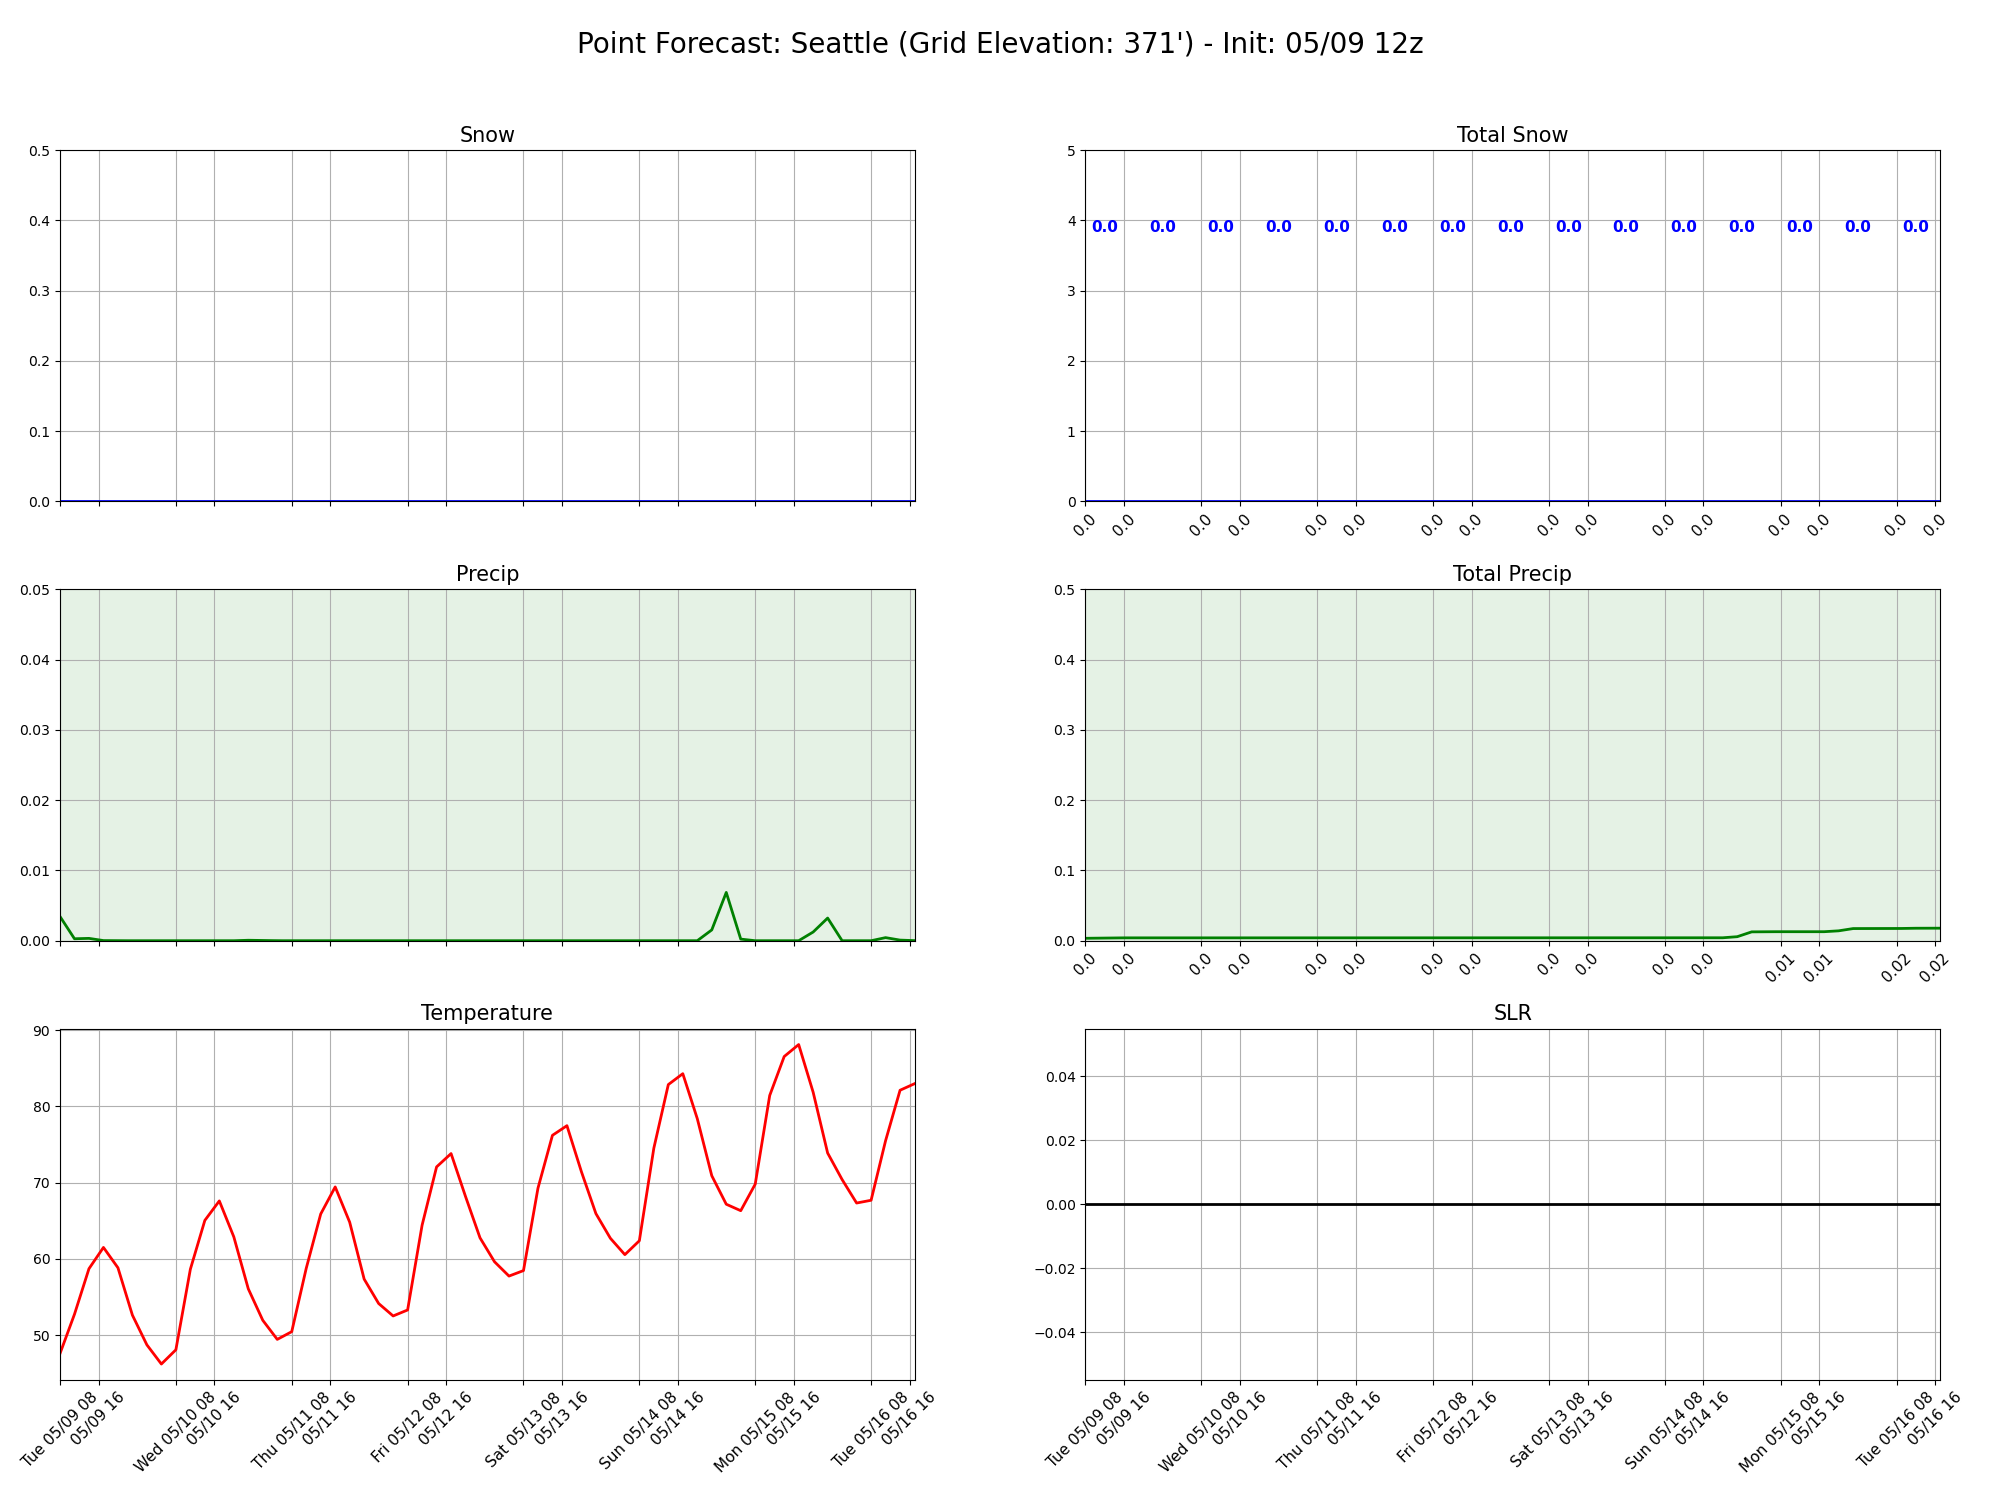 Point Forecast: Seattle (Grid Elevation: 371') - Init: 05/09 12z
Snow
0.5
0.4
0.3
0.2
0.1
0.0
Total Snow
5
4
3
2
1
0
0.0 0.0 0.0 0.0 0.0 0.0 0.0 0.0 0.0 0.0 0.0 0.0 0.0 0.0 0.0
0.0 0.0 0.0 0.0 0.0 0.0 0.0 0.0 0.0 0.0 0.0 0.0 0.0 0.0 0.0 0.0
Precip
0.05
0.04
0.03
0.02
0.01
0.00
Total Precip
0.5
0.4
0.3
0.2
0.1
0.0
0.0 0.0 0.0 0.0 0.0 0.0 0.0 0.0 0.0 0.0 0.0 0.0 0.01 0.01 0.02 0.02
Temperature
90
80
70
60
50
Tue 05/09 08
05/09 16
Wed 05/10 08
05/10 16
Thu 05/11 08
05/11 16
Fri 05/12 08
05/12 16
Sat 05/13 08
05/13 16
Sun 05/14 08
05/14 16
Mon 05/15 08
05/15 16
Tue 05/16 08
05/16 16
SLR
0.04
0.02
0.00
−0.02
−0.04
Tue 05/09 08
05/09 16
Wed 05/10 08
05/10 16
Thu 05/11 08
05/11 16
Fri 05/12 08
05/12 16
Sat 05/13 08
05/13 16
Sun 05/14 08
05/14 16
Mon 05/15 08
05/15 16
Tue 05/16 08
05/16 16